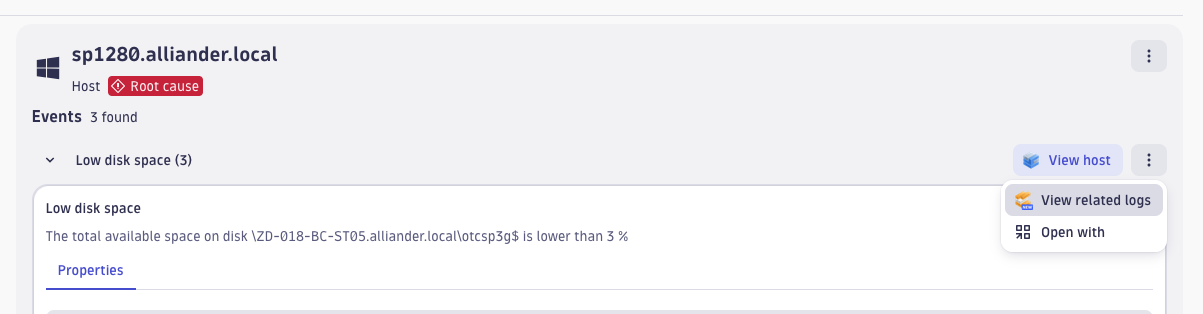 sp1280.alliander.local
Host Root cause
Events 3 found
Low disk space (3) View host
View related logs
Low disk space
The total available space on disk \ZD-018-BC-ST05.alliander.local\otcsp3g$ is lower than 3 %
Open with
Properties